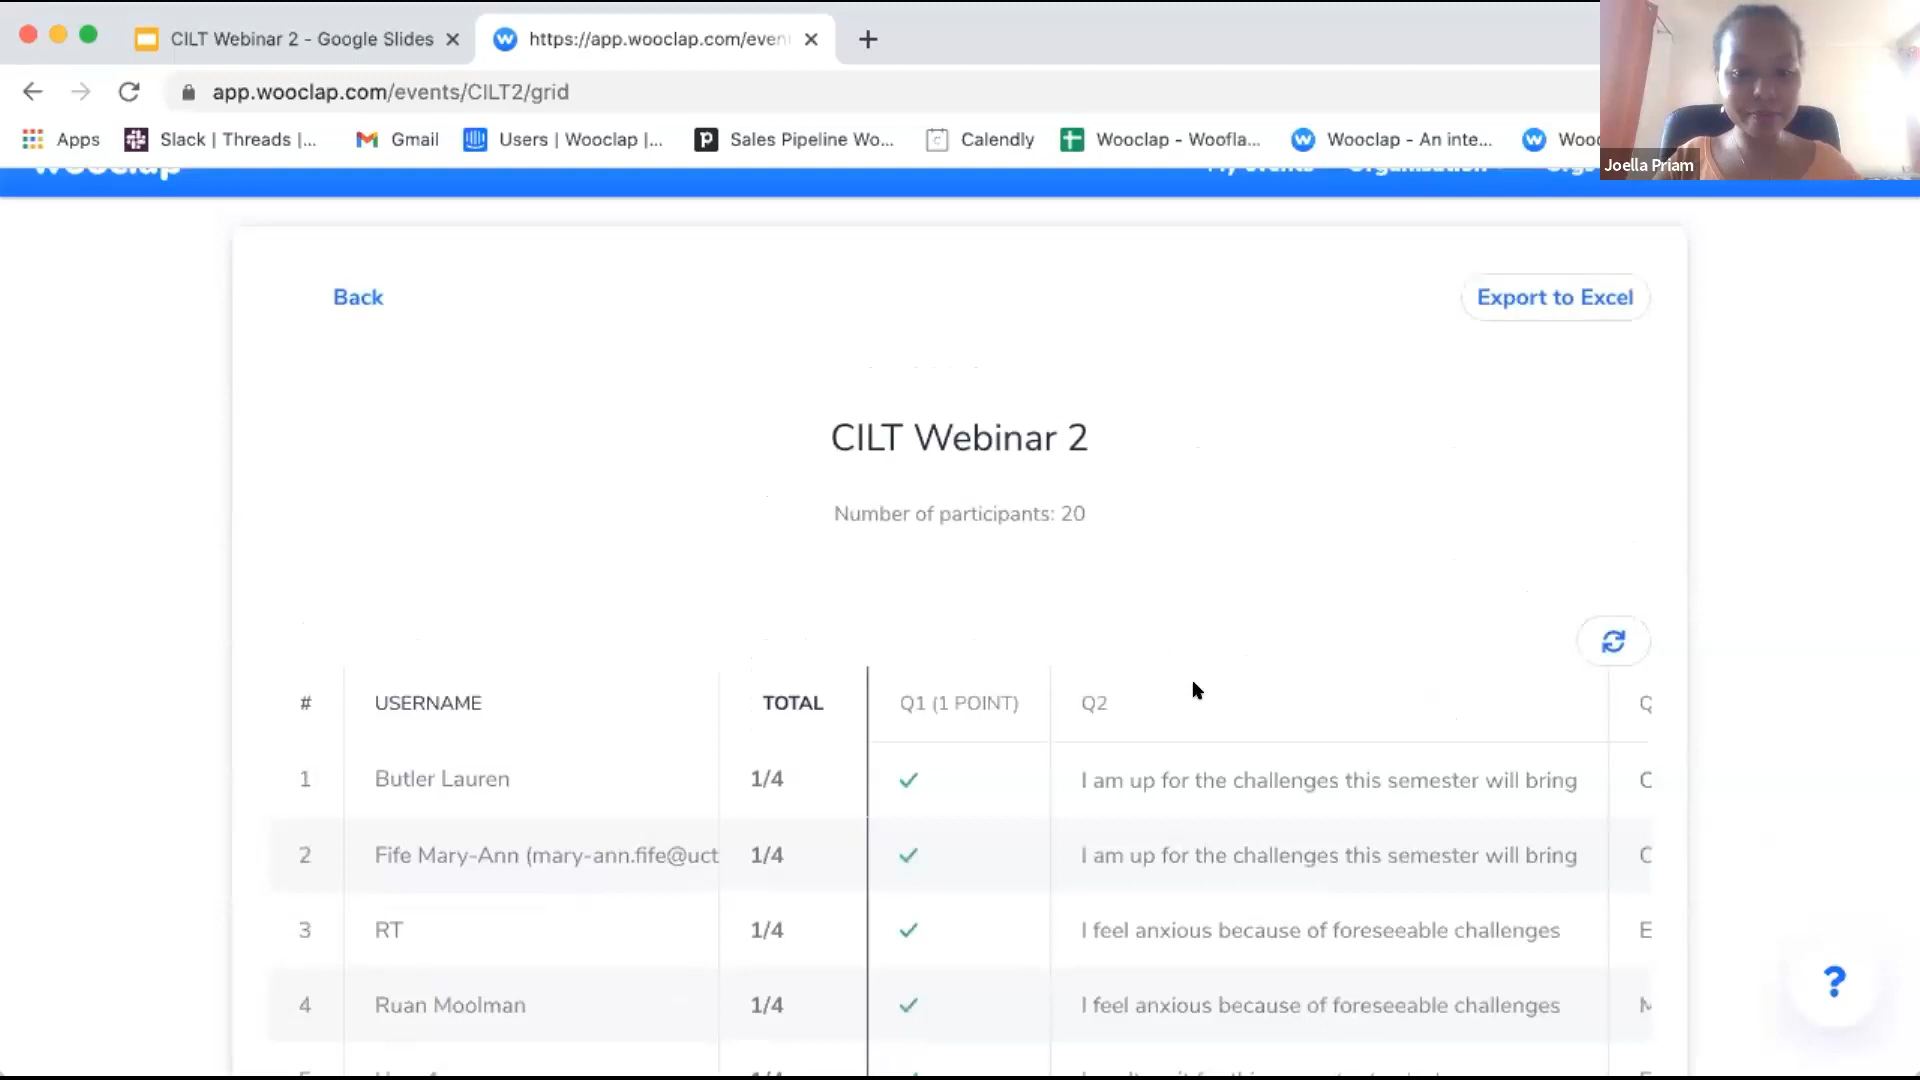 CILT Webinar 2 - Google Slides
https://app.wooclap.com/even
app.wooclap.com/events/CILT2/grid
Apps
Slack | Threads |...
Gmail
Users | Wooclap |...
Sales Pipeline Wo...
Calendly
Wooclap - Woofla...
Wooclap - An inte...
Wooc
Joella Priam
wooclap
My events
Organisation
Back
Export to Excel
CILT Webinar 2
Number of participants: 20
# USERNAME TOTAL Q1 (1 POINT) Q2 Q
1 Butler Lauren 1/4 I am up for the challenges this semester will bring C
2 Fife Mary-Ann (mary-ann.fife@uct 1/4 I am up for the challenges this semester will bring C
3 RT 1/4 I feel anxious because of foreseeable challenges E
4 Ruan Moolman 1/4 I feel anxious because of foreseeable challenges M
?